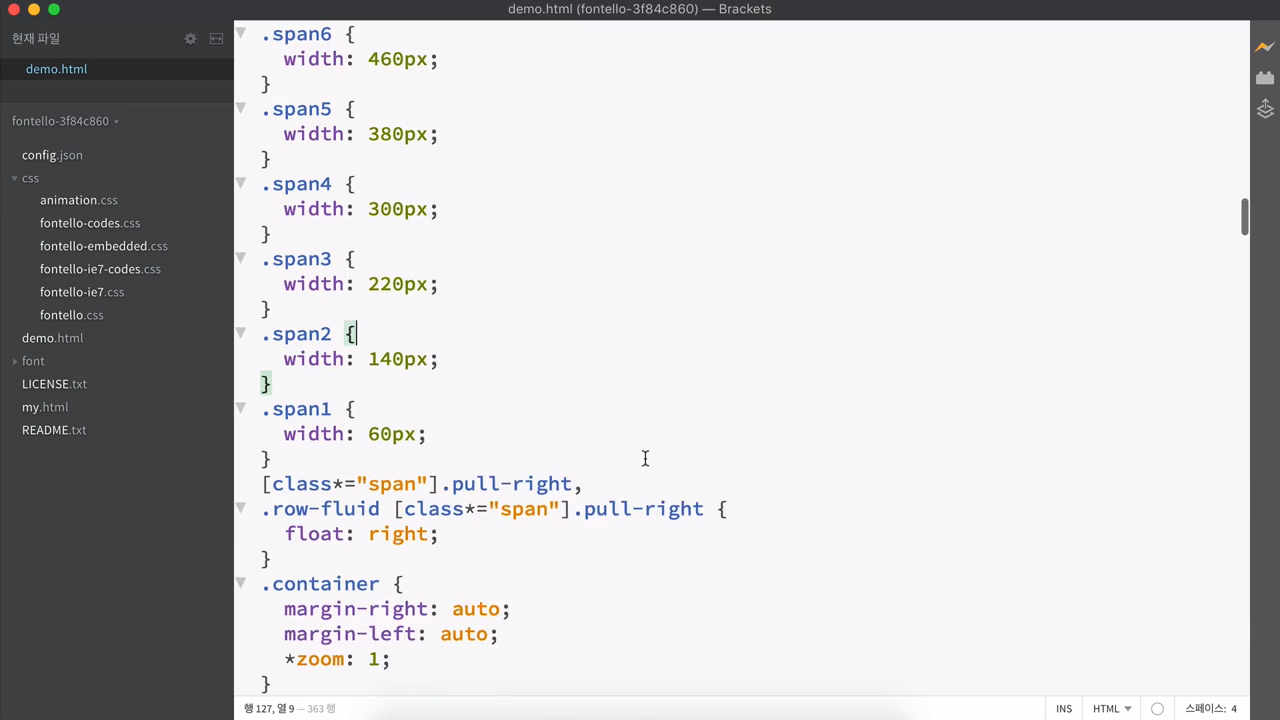 demo.html (fontello-3f84c860) — Brackets
현재 파일
demo.html
fontello-3f84c860
config.json
css
animation.css
fontello-codes.css
fontello-embedded.css
fontello-ie7-codes.css
fontello-ie7.css
fontello.css
demo.html
font
LICENSE.txt
my.html
README.txt
.span6 {
width: 460px;
}
.span5 {
width: 380px;
}
.span4 {
width: 300px;
}
.span3 {
width: 220px;
}
.span2 {
width: 140px;
}
.span1 {
width: 60px;
}
[class*="span"].pull-right,
.row-fluid [class*="span"].pull-right {
float: right;
}
.container {
margin-right: auto;
margin-left: auto;
*zoom: 1;
}
행 127, 열 9 — 363 행
INS
HTML
스페이스: 4